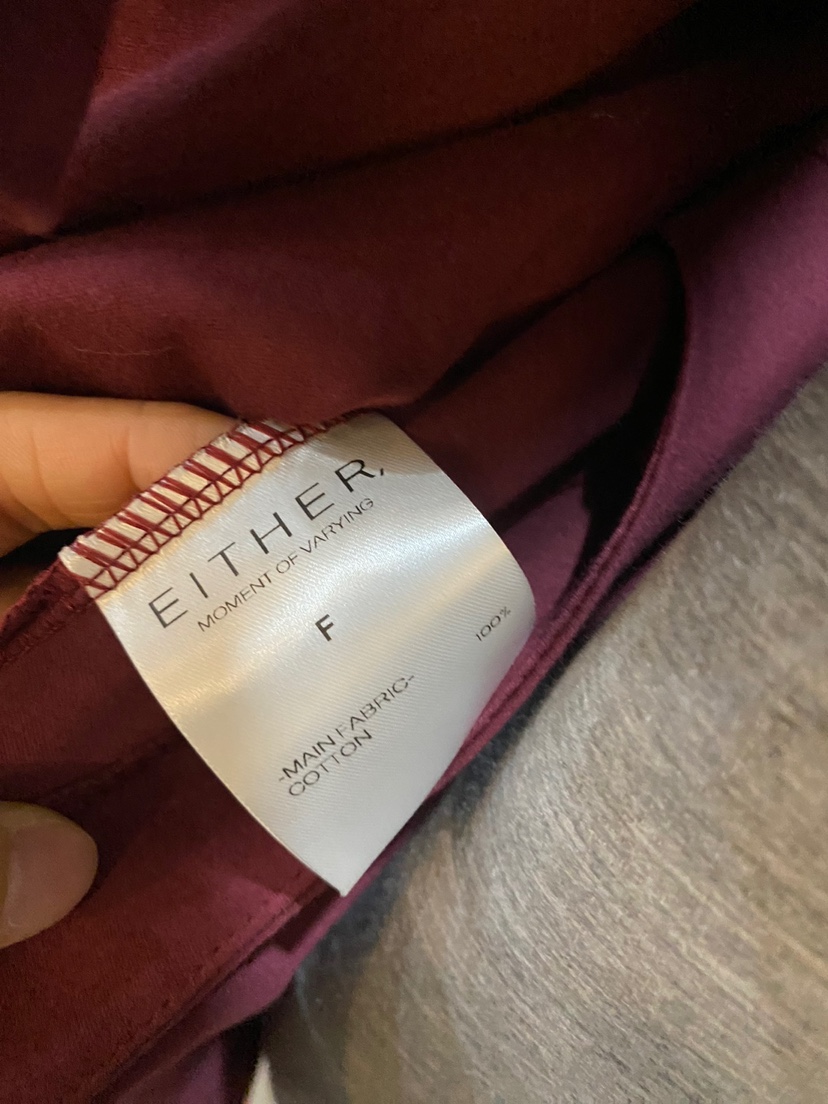 EITHER,
MOMENT OF VARYING
F
-MAIN FABRIC-
COTTON 100%